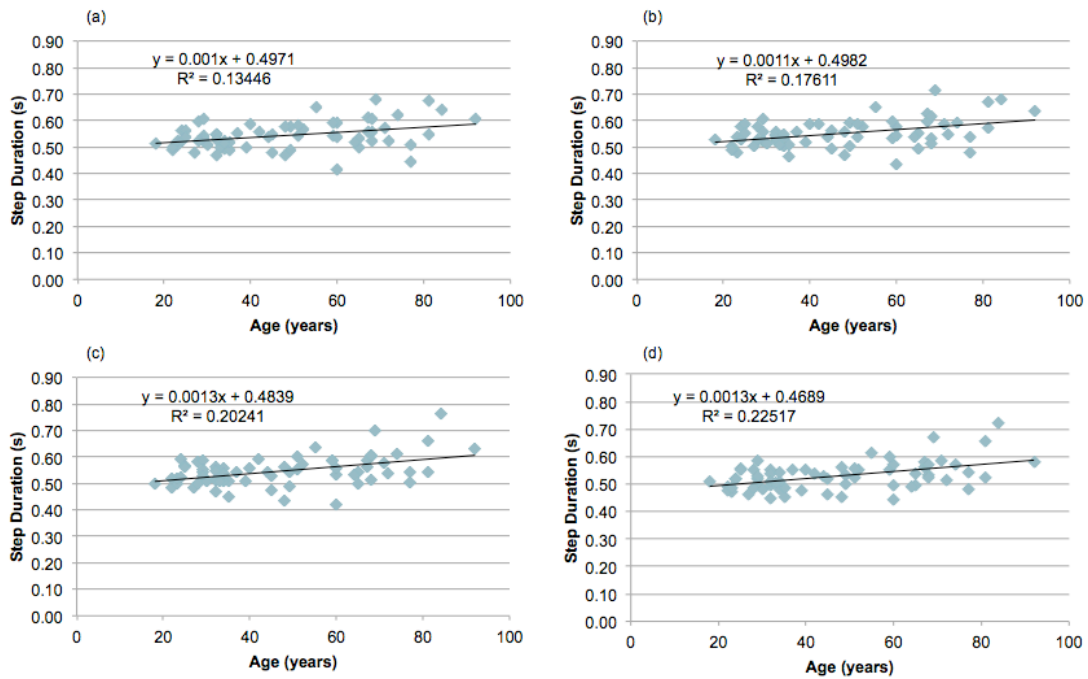 (a)
y = 0.001x + 0.4971
R² = 0.13446
Step Duration (s)
0.90
0.80
0.70
0.60
0.50
0.40
0.30
0.20
0.10
0.00
0 20 40 60 80 100
Age (years)
(b)
y = 0.0011x + 0.4982
R² = 0.17611
Step Duration (s)
0.90
0.80
0.70
0.60
0.50
0.40
0.30
0.20
0.10
0.00
0 20 40 60 80 100
Age (years)
(c)
y = 0.0013x + 0.4839
R² = 0.20241
Step Duration (s)
0.90
0.80
0.70
0.60
0.50
0.40
0.30
0.20
0.10
0.00
0 20 40 60 80 100
Age (years)
(d)
y = 0.0013x + 0.4689
R² = 0.22517
Step Duration (s)
0.90
0.80
0.70
0.60
0.50
0.40
0.30
0.20
0.10
0.00
0 20 40 60 80 100
Age (years)